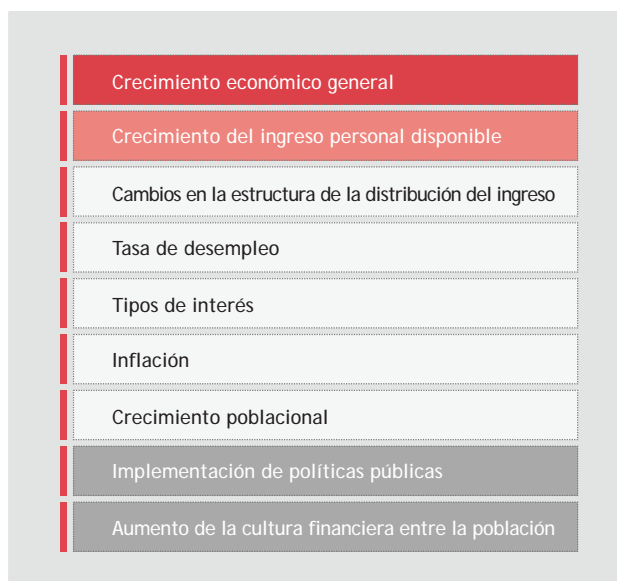 Crecimiento económico general
Crecimiento del ingreso personal disponible
Cambios en la estructura de la distribución del ingreso
Tasa de desempleo
Tipos de interés
Inflación
Crecimiento poblacional
Implementación de políticas públicas
Aumento de la cultura financiera entre la población